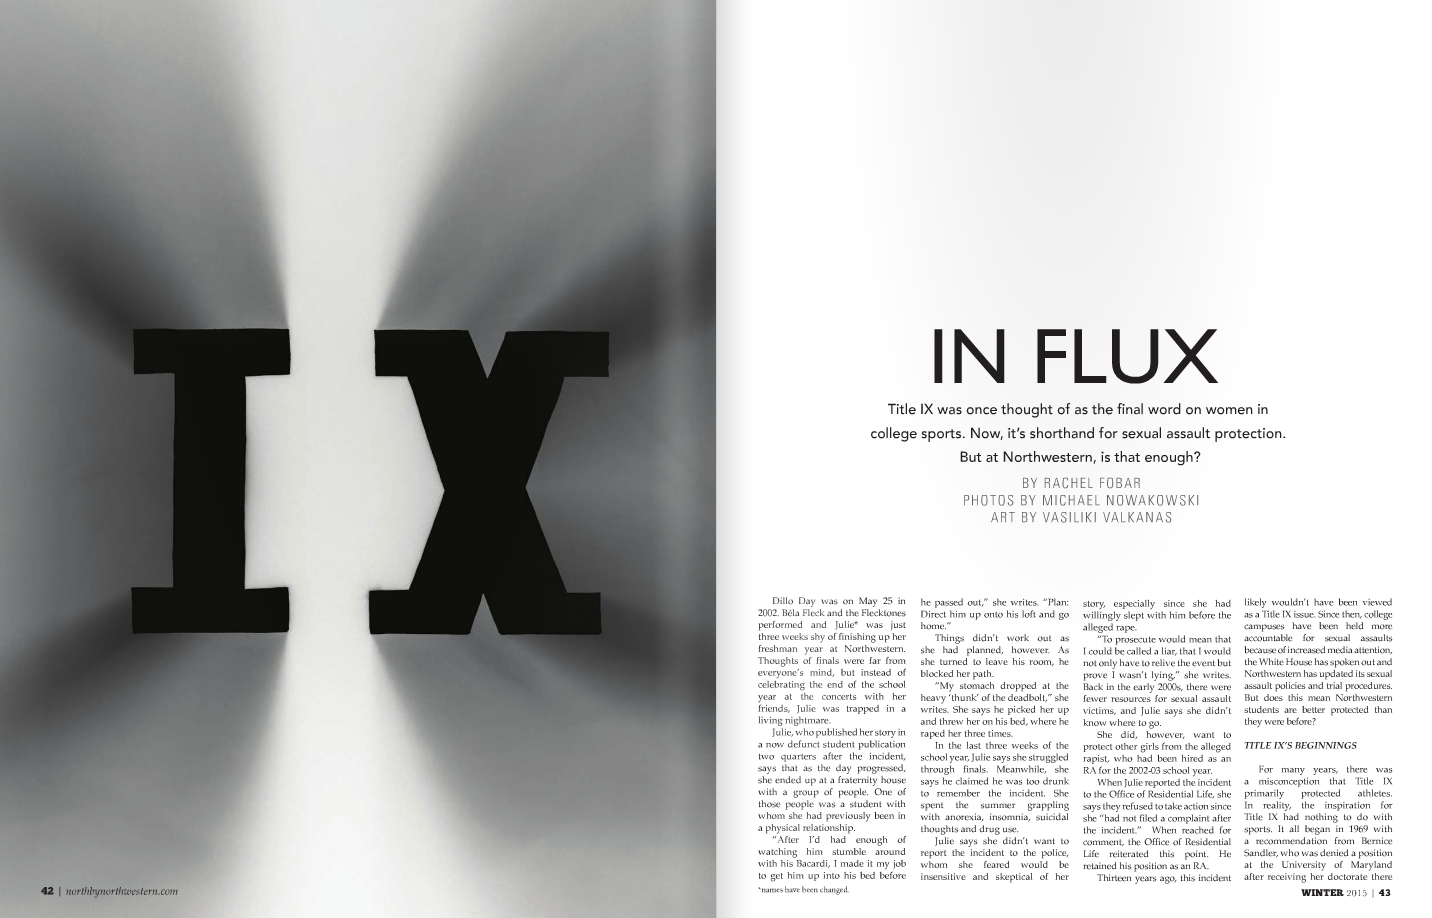 IX
42 | northbynorthwestern.com
IN FLUX
Title IX was once thought of as the final word on women in
college sports. Now, it's shorthand for sexual assault protection.
But at Northwestern, is that enough?
BY RACHEL FOBAR
PHOTOS BY MICHAEL NOWAKOWSKI
ART BY VASILIKI VALKANAS
Dillo Day was on May 25 in
2002. Béla Fleck and the Flecktones
performed and Julie* was just
three weeks shy of finishing up her
freshman year at Northwestern.
Thoughts of finals were far from
everyone's mind, but instead of
celebrating the end of the school
year at the concerts with her
friends, Julie was trapped in a
living nightmare.
Julie, who published her story in
a now defunct student publication
two quarters after the incident,
says that as the day progressed,
she ended up at a fraternity house
with a group of people. One of
those people was a student with
whom she had previously been in
a physical relationship.
"After I'd had enough of
watching him stumble around
with his Bacardi, I made it my job
to get him up into his bed before
*names have been changed.
he passed out," she writes. "Plan:
Direct him up onto his loft and go
home."
Things didn't work out as
she had planned, however. As
she turned to leave his room, he
blocked her path.
"My stomach dropped at the
heavy 'thunk' of the deadbolt," she
writes. She says he picked her up
and threw her on his bed, where he
raped her three times.
In the last three weeks of the
school year, Julie says she struggled
through finals. Meanwhile, she
says he claimed he was too drunk
to remember the incident. She
spent the summer grappling
with anorexia, insomnia, suicidal
thoughts and drug use.
Julie says she didn't want to
report the incident to the police,
whom she feared would be
insensitive and skeptical of her
story, especially since she had
willingly slept with him before the
alleged rape.
"To prosecute would mean that
I could be called a liar, that I would
not only have to relive the event but
prove I wasn't lying," she writes.
Back in the early 2000s, there were
fewer resources for sexual assault
victims, and Julie says she didn't
know where to go.
She did, however, want to
protect other girls from the alleged
rapist, who had been hired as an
RA for the 2002-03 school year.
When Julie reported the incident
to the Office of Residential Life, she
says they refused to take action since
she "had not filed a complaint after
the incident." When reached for
comment, the Office of Residential
Life reiterated this point. He
retained his position as an RA.
Thirteen years ago, this incident
likely wouldn't have been viewed
as a Title IX issue. Since then, college
campuses have been held more
accountable for sexual assaults
because of increased media attention,
the White House has spoken out and
Northwestern has updated its sexual
assault policies and trial procedures.
But does this mean Northwestern
students are better protected than
they were before?
TITLE IX'S BEGINNINGS
For many years, there was
a misconception that Title IX
primarily protected athletes.
In reality, the inspiration for
Title IX had nothing to do with
sports. It all began in 1969 with
a recommendation from Bernice
Sandler, who was denied a position
at the University of Maryland
after receiving her doctorate there
WINTER 2015 | 43